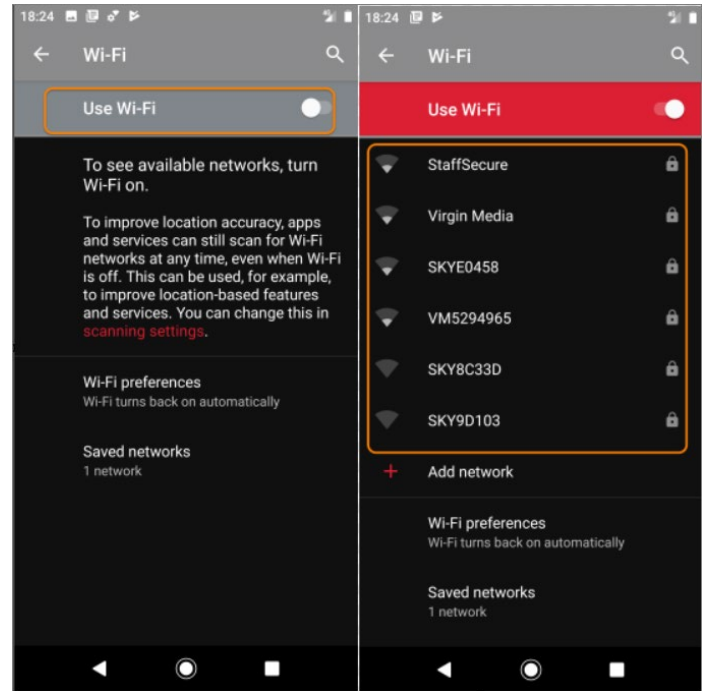 18:24
Wi-Fi
Use Wi-Fi
To see available networks, turn
Wi-Fi on.
To improve location accuracy, apps
and services can still scan for Wi-Fi
networks at any time, even when Wi-Fi
is off. This can be used, for example,
to improve location-based features
and services. You can change this in
scanning settings.
Wi-Fi preferences
Wi-Fi turns back on automatically
Saved networks
1 network
18:24
Wi-Fi
Use Wi-Fi
StaffSecure
Virgin Media
SKYE0458
VM5294965
SKY8C33D
SKY9D103
Add network
Wi-Fi preferences
Wi-Fi turns back on automatically
Saved networks
1 network